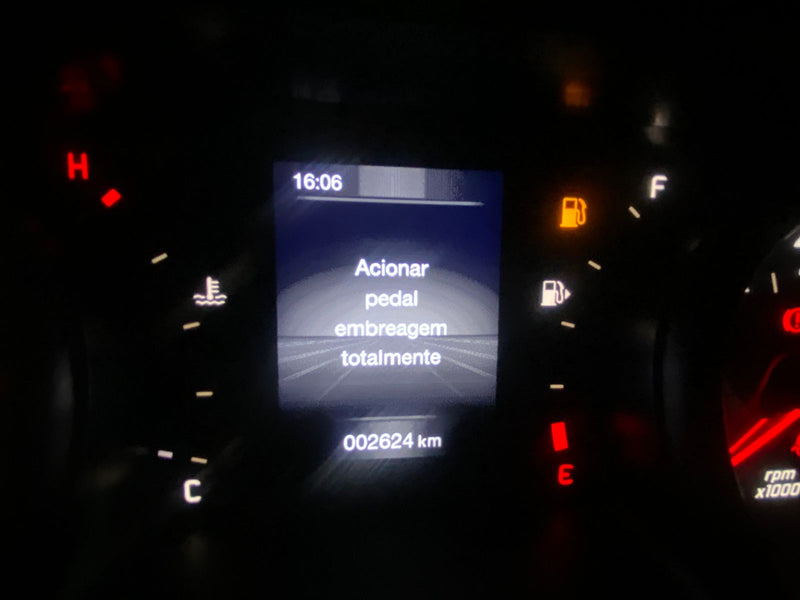 H
16:06
F
Acionar
pedal
embreagem
totalmente
002624 km
C
E
rpm
x1000